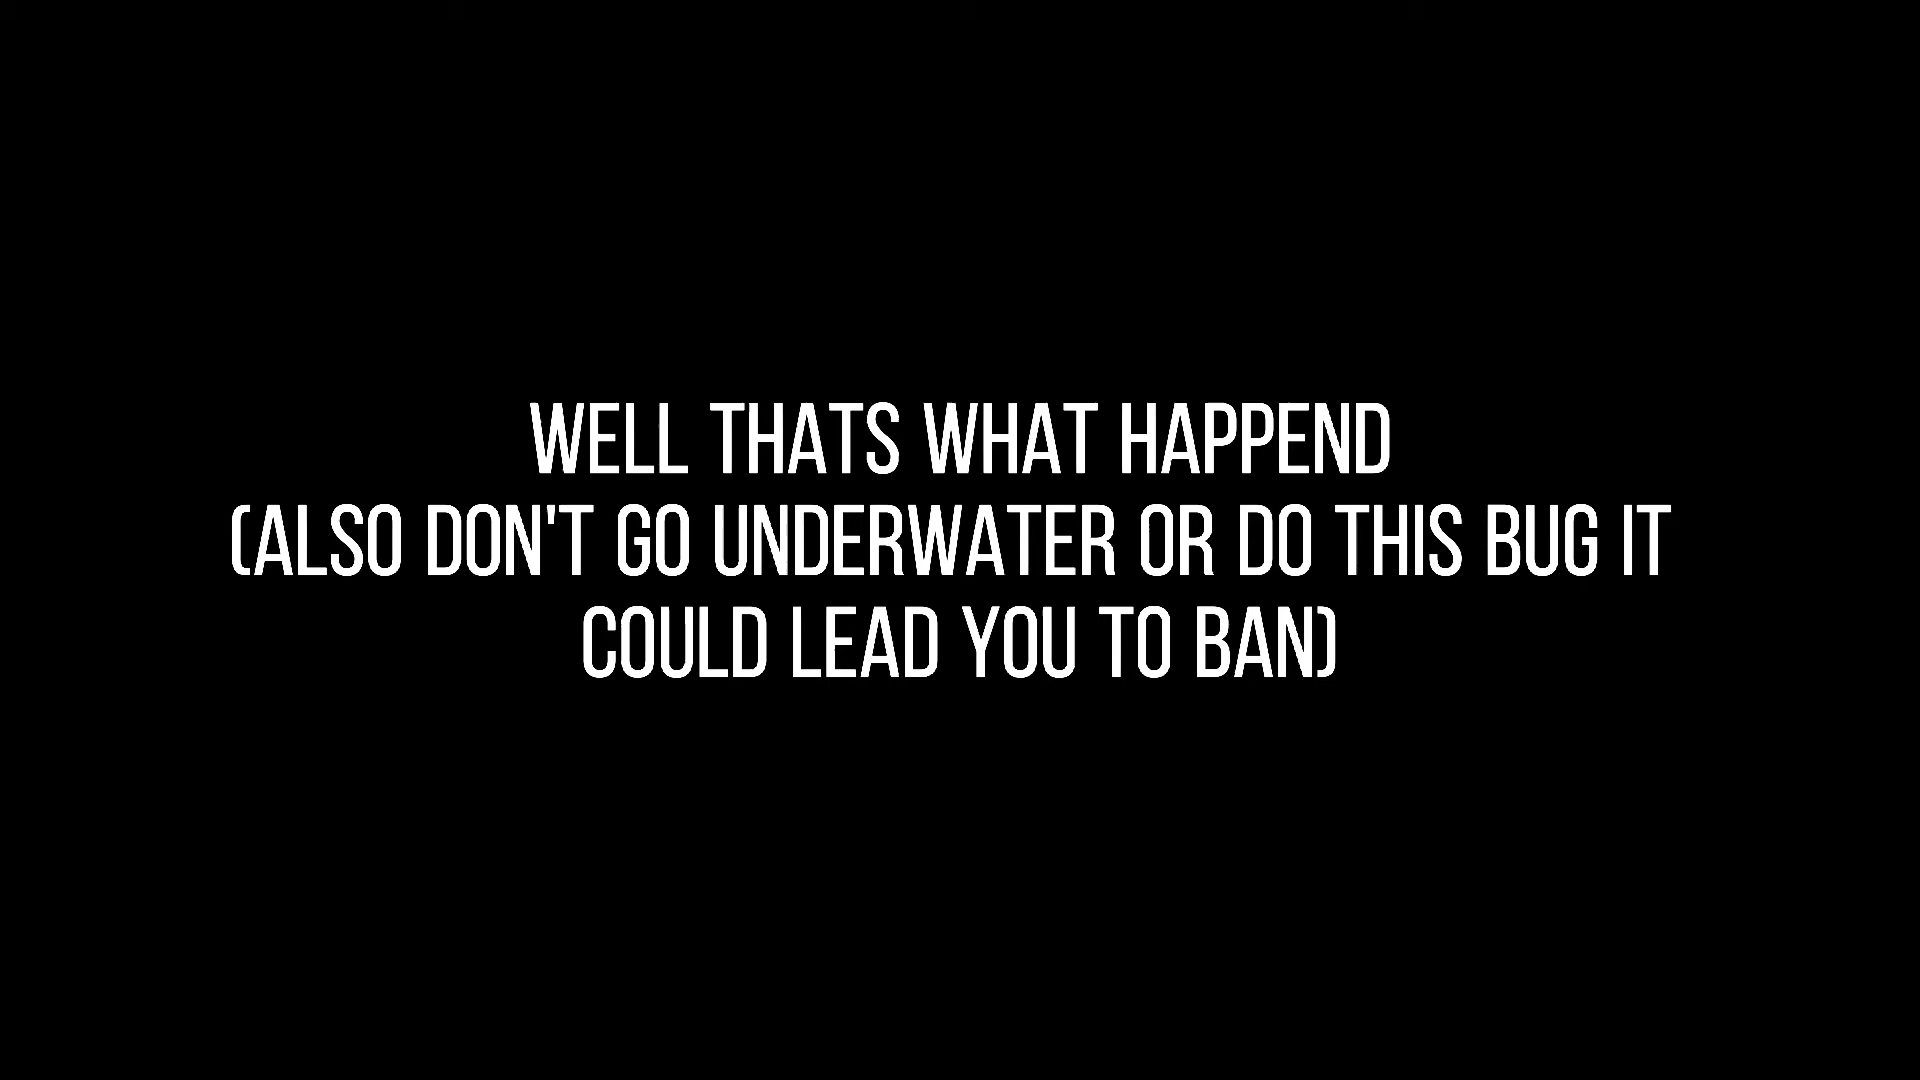 WELL THATS WHAT HAPPEND
(ALSO DON'T GO UNDERWATER OR DO THIS BUG IT
COULD LEAD YOU TO BAN)